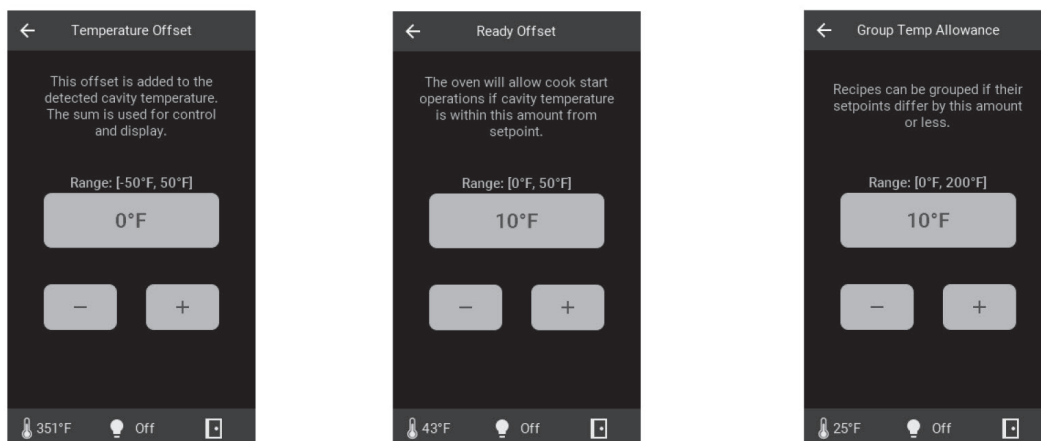 Temperature Offset
This offset is added to the
detected cavity temperature.
The sum is used for control
and display.
Range: [-50°F, 50°F]
0°F
−
+
351°F
Off
Ready Offset
The oven will allow cook start
operations if cavity temperature
is within this amount from
setpoint.
Range: [0°F, 50°F]
10°F
−
+
43°F
Off
Group Temp Allowance
Recipes can be grouped if their
setpoints differ by this amount
or less.
Range: [0°F, 200°F]
10°F
−
+
25°F
Off